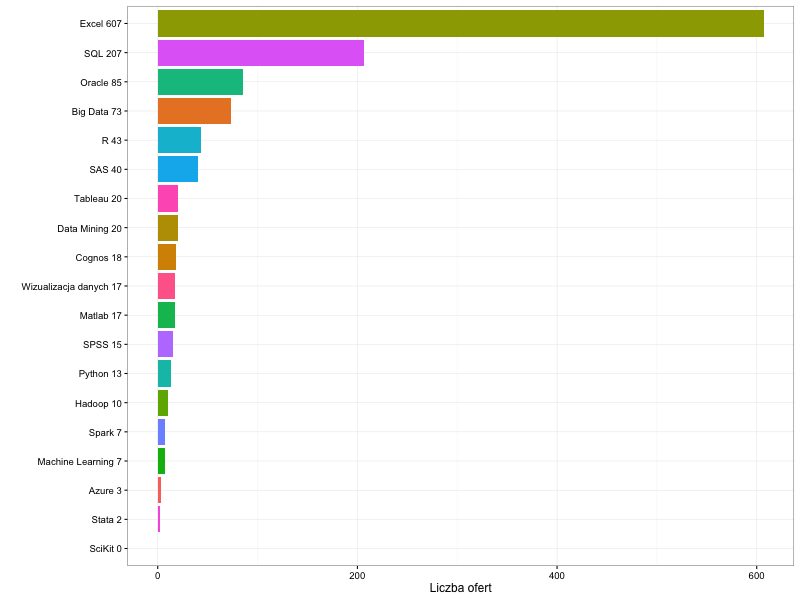 Excel 607
SQL 207
Oracle 85
Big Data 73
R 43
SAS 40
Tableau 20
Data Mining 20
Cognos 18
Wizualizacja danych 17
Matlab 17
SPSS 15
Python 13
Hadoop 10
Spark 7
Machine Learning 7
Azure 3
Stata 2
SciKit 0
0 200 400 600
Liczba ofert